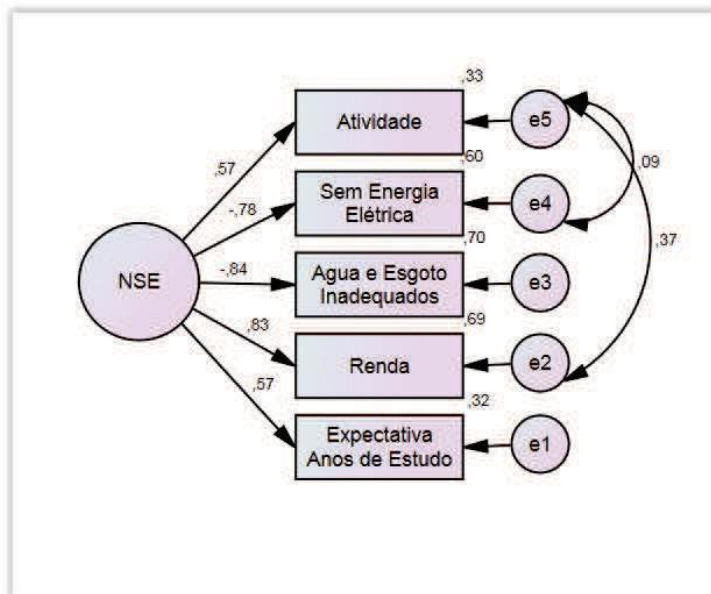 ,33
Atividade
e5
,57
,60
Sem Energia
Elétrica
e4
,09
-,78
,70
,37
NSE
-,84
Agua e Esgoto
Inadequados
e3
,69
,83
Renda
e2
,57
,32
Expectativa
Anos de Estudo
e1